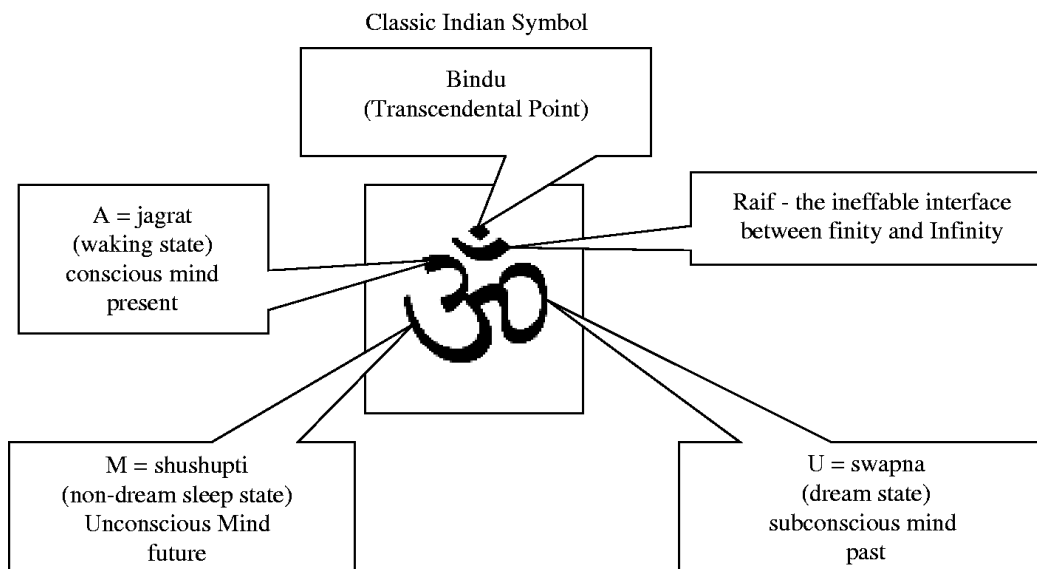 Classic Indian Symbol
Bindu
(Transcendental Point)
A = jagrat
(waking state)
conscious mind
present
Raif - the ineffable interface
between finity and Infinity
ॐ
M = shushupti
(non-dream sleep state)
Unconscious Mind
future
U = swapna
(dream state)
subconscious mind
past